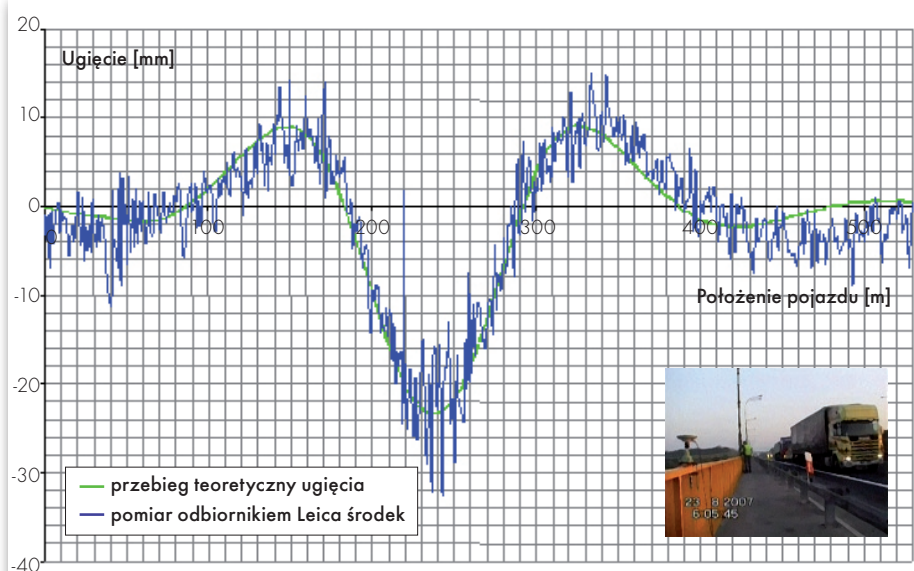 20
Ugięcie [mm]
10
0
0 100 200 300 400 500
-10
Położenie pojazdu [m]
-20
-30
przebieg teoretyczny ugięcia
pomiar odbiornikiem Leica środek
23 8 2007
6:05:45
-40